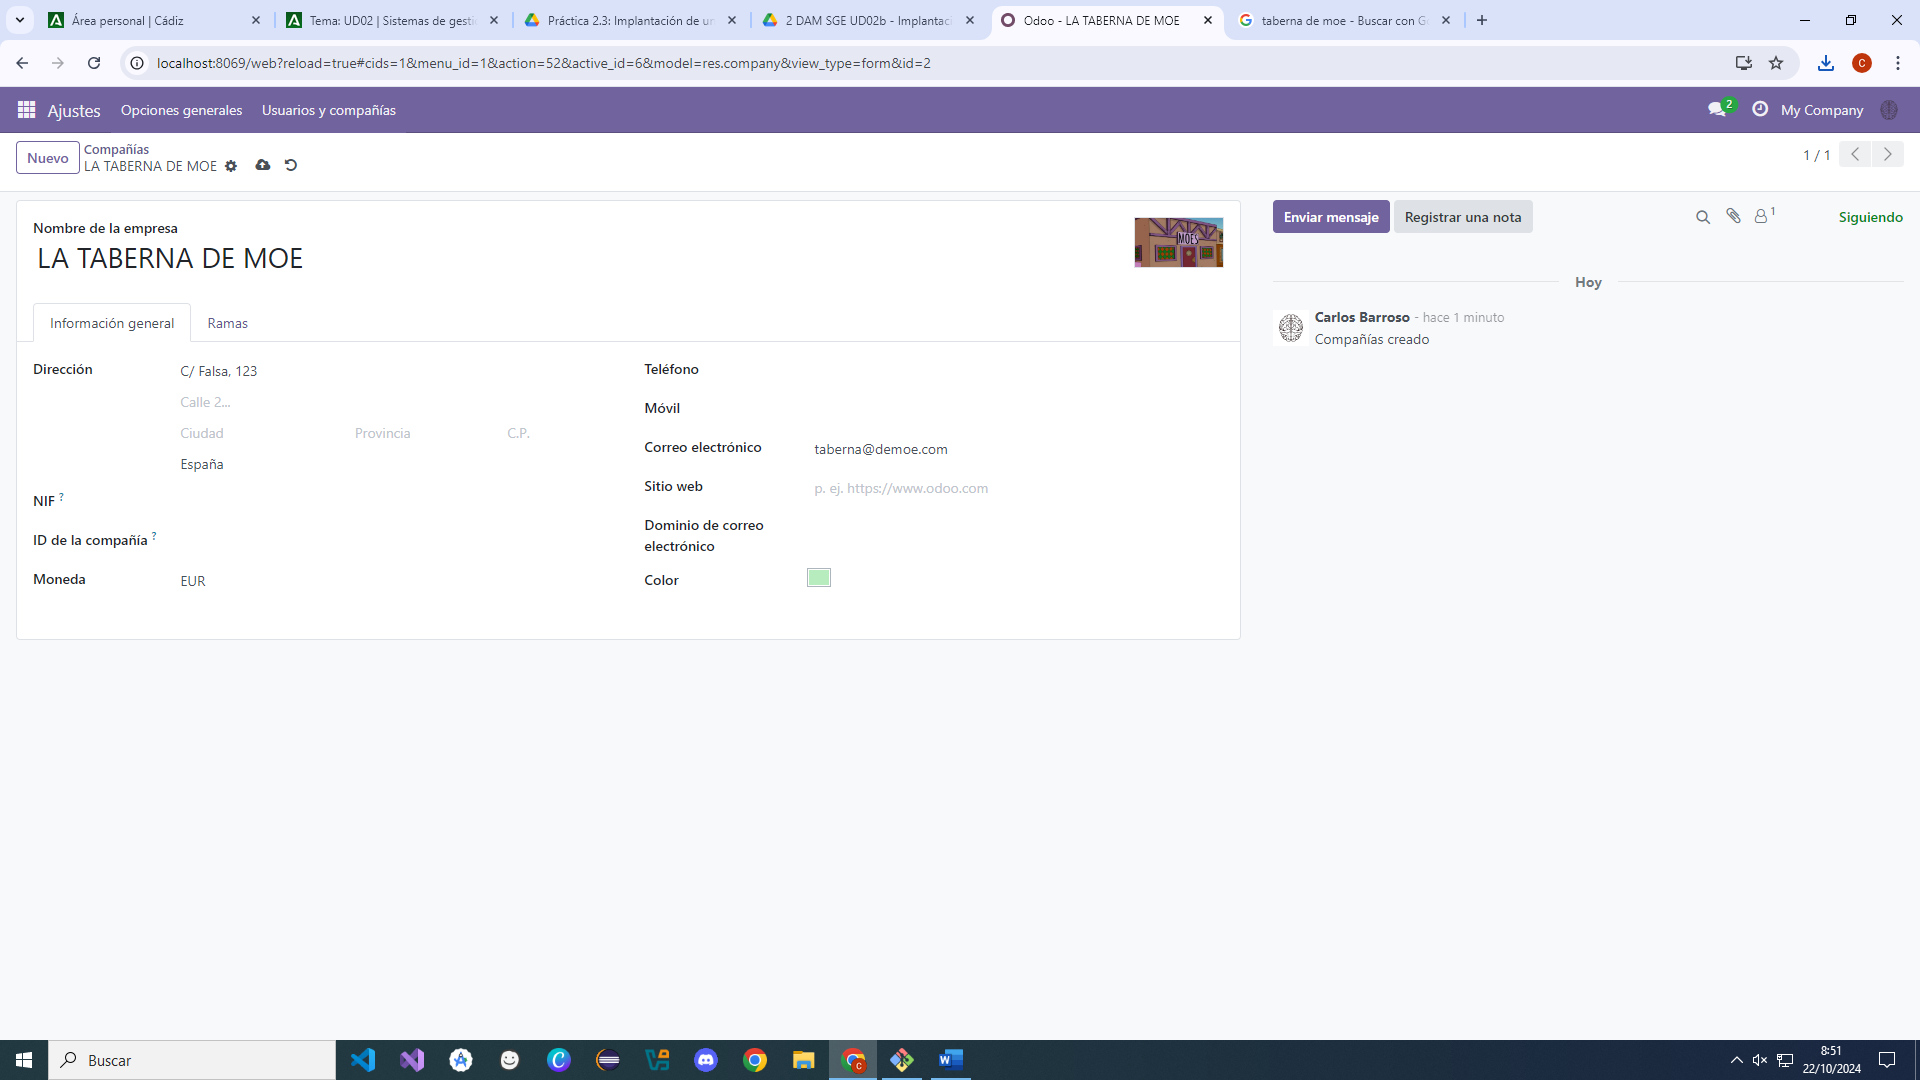 Área personal | Cádiz
Tema: UD02 | Sistemas de gesti
Práctica 2.3: Implantación de un
2 DAM SGE UD02b - Implantaci
Odoo - LA TABERNA DE MOE
taberna de moe - Buscar con G
localhost:8069/web?reload=true#cids=1&menu_id=1&action=52&active_id=6&model=res.company&view_type=form&id=2
C
Ajustes
Opciones generales
Usuarios y compañías
2
My Company
Nuevo
Compañías
LA TABERNA DE MOE
1 / 1
Nombre de la empresa
LA TABERNA DE MOE
MOES
Enviar mensaje
Registrar una nota
1
Siguiendo
Hoy
Carlos Barroso - hace 1 minuto
Compañías creado
Información general
Ramas
Dirección
C/ Falsa, 123
Calle 2...
Ciudad
Provincia
C.P.
España
NIF ?
ID de la compañía ?
Moneda
EUR
Teléfono
Móvil
Correo electrónico
taberna@demoe.com
Sitio web
p. ej. https://www.odoo.com
Dominio de correo
electrónico
Color
Buscar
8:51
22/10/2024